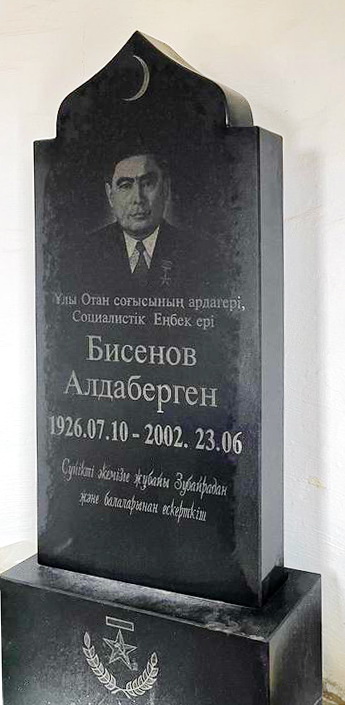 Ұлы Отан соғысының ардагері,
Социалистік Еңбек ері
Бисенов
Алдаберген
1926.07.10 - 2002. 23.06
Сүйікті әкемізге жұбайы Зубайрадан
және балаларынан ескерткіш